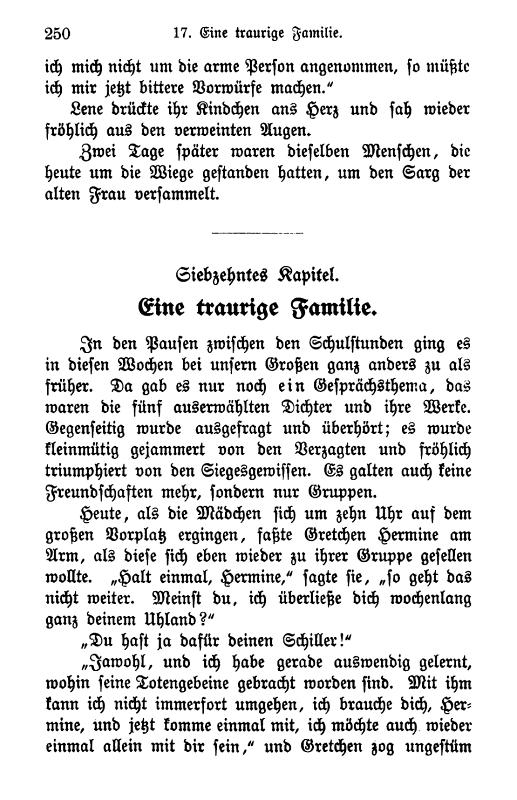 250 17. Eine traurige Familie.
ich mich nicht um die arme Person angenommen, so müßte
ich mir jetzt bittere Vorwürfe machen.“
Lene drückte ihr Kindchen ans Herz und sah wieder
fröhlich aus den verweinten Augen.
Zwei Tage später waren dieselben Menschen, die
heute um die Wiege gestanden hatten, um den Sarg der
alten Frau versammelt.
Siebzehntes Kapitel.
Eine traurige Familie.
In den Pausen zwischen den Schulstunden ging es
in diesen Wochen bei unsern Großen ganz anders zu als
früher. Da gab es nur noch ein Gesprächsthema, das
waren die fünf auserwählten Dichter und ihre Werke.
Gegenseitig wurde ausgefragt und überhört; es wurde
kleinmütig gejammert von den Verzagten und fröhlich
triumphiert von den Siegesgewissen. Es galten auch keine
Freundschaften mehr, sondern nur Gruppen.
Heute, als die Mädchen sich um zehn Uhr auf dem
großen Vorplatz ergingen, faßte Gretchen Hermine am
Arm, als diese sich eben wieder zu ihrer Gruppe gesellen
wollte. „Halt einmal, Hermine,“ sagte sie, „so geht das
nicht weiter. Meinst du, ich überließe dich wochenlang
ganz deinem Uhland?“
„Du hast ja dafür deinen Schiller!“
„Jawohl, und ich habe gerade auswendig gelernt,
wohin seine Totengebeine gebracht worden sind. Mit ihm
kann ich nicht immerfort umgehen, ich brauche dich, Her-
mine, und jetzt komme einmal mit, ich möchte auch wieder
einmal allein mit dir sein,“ und Gretchen zog ungestüm